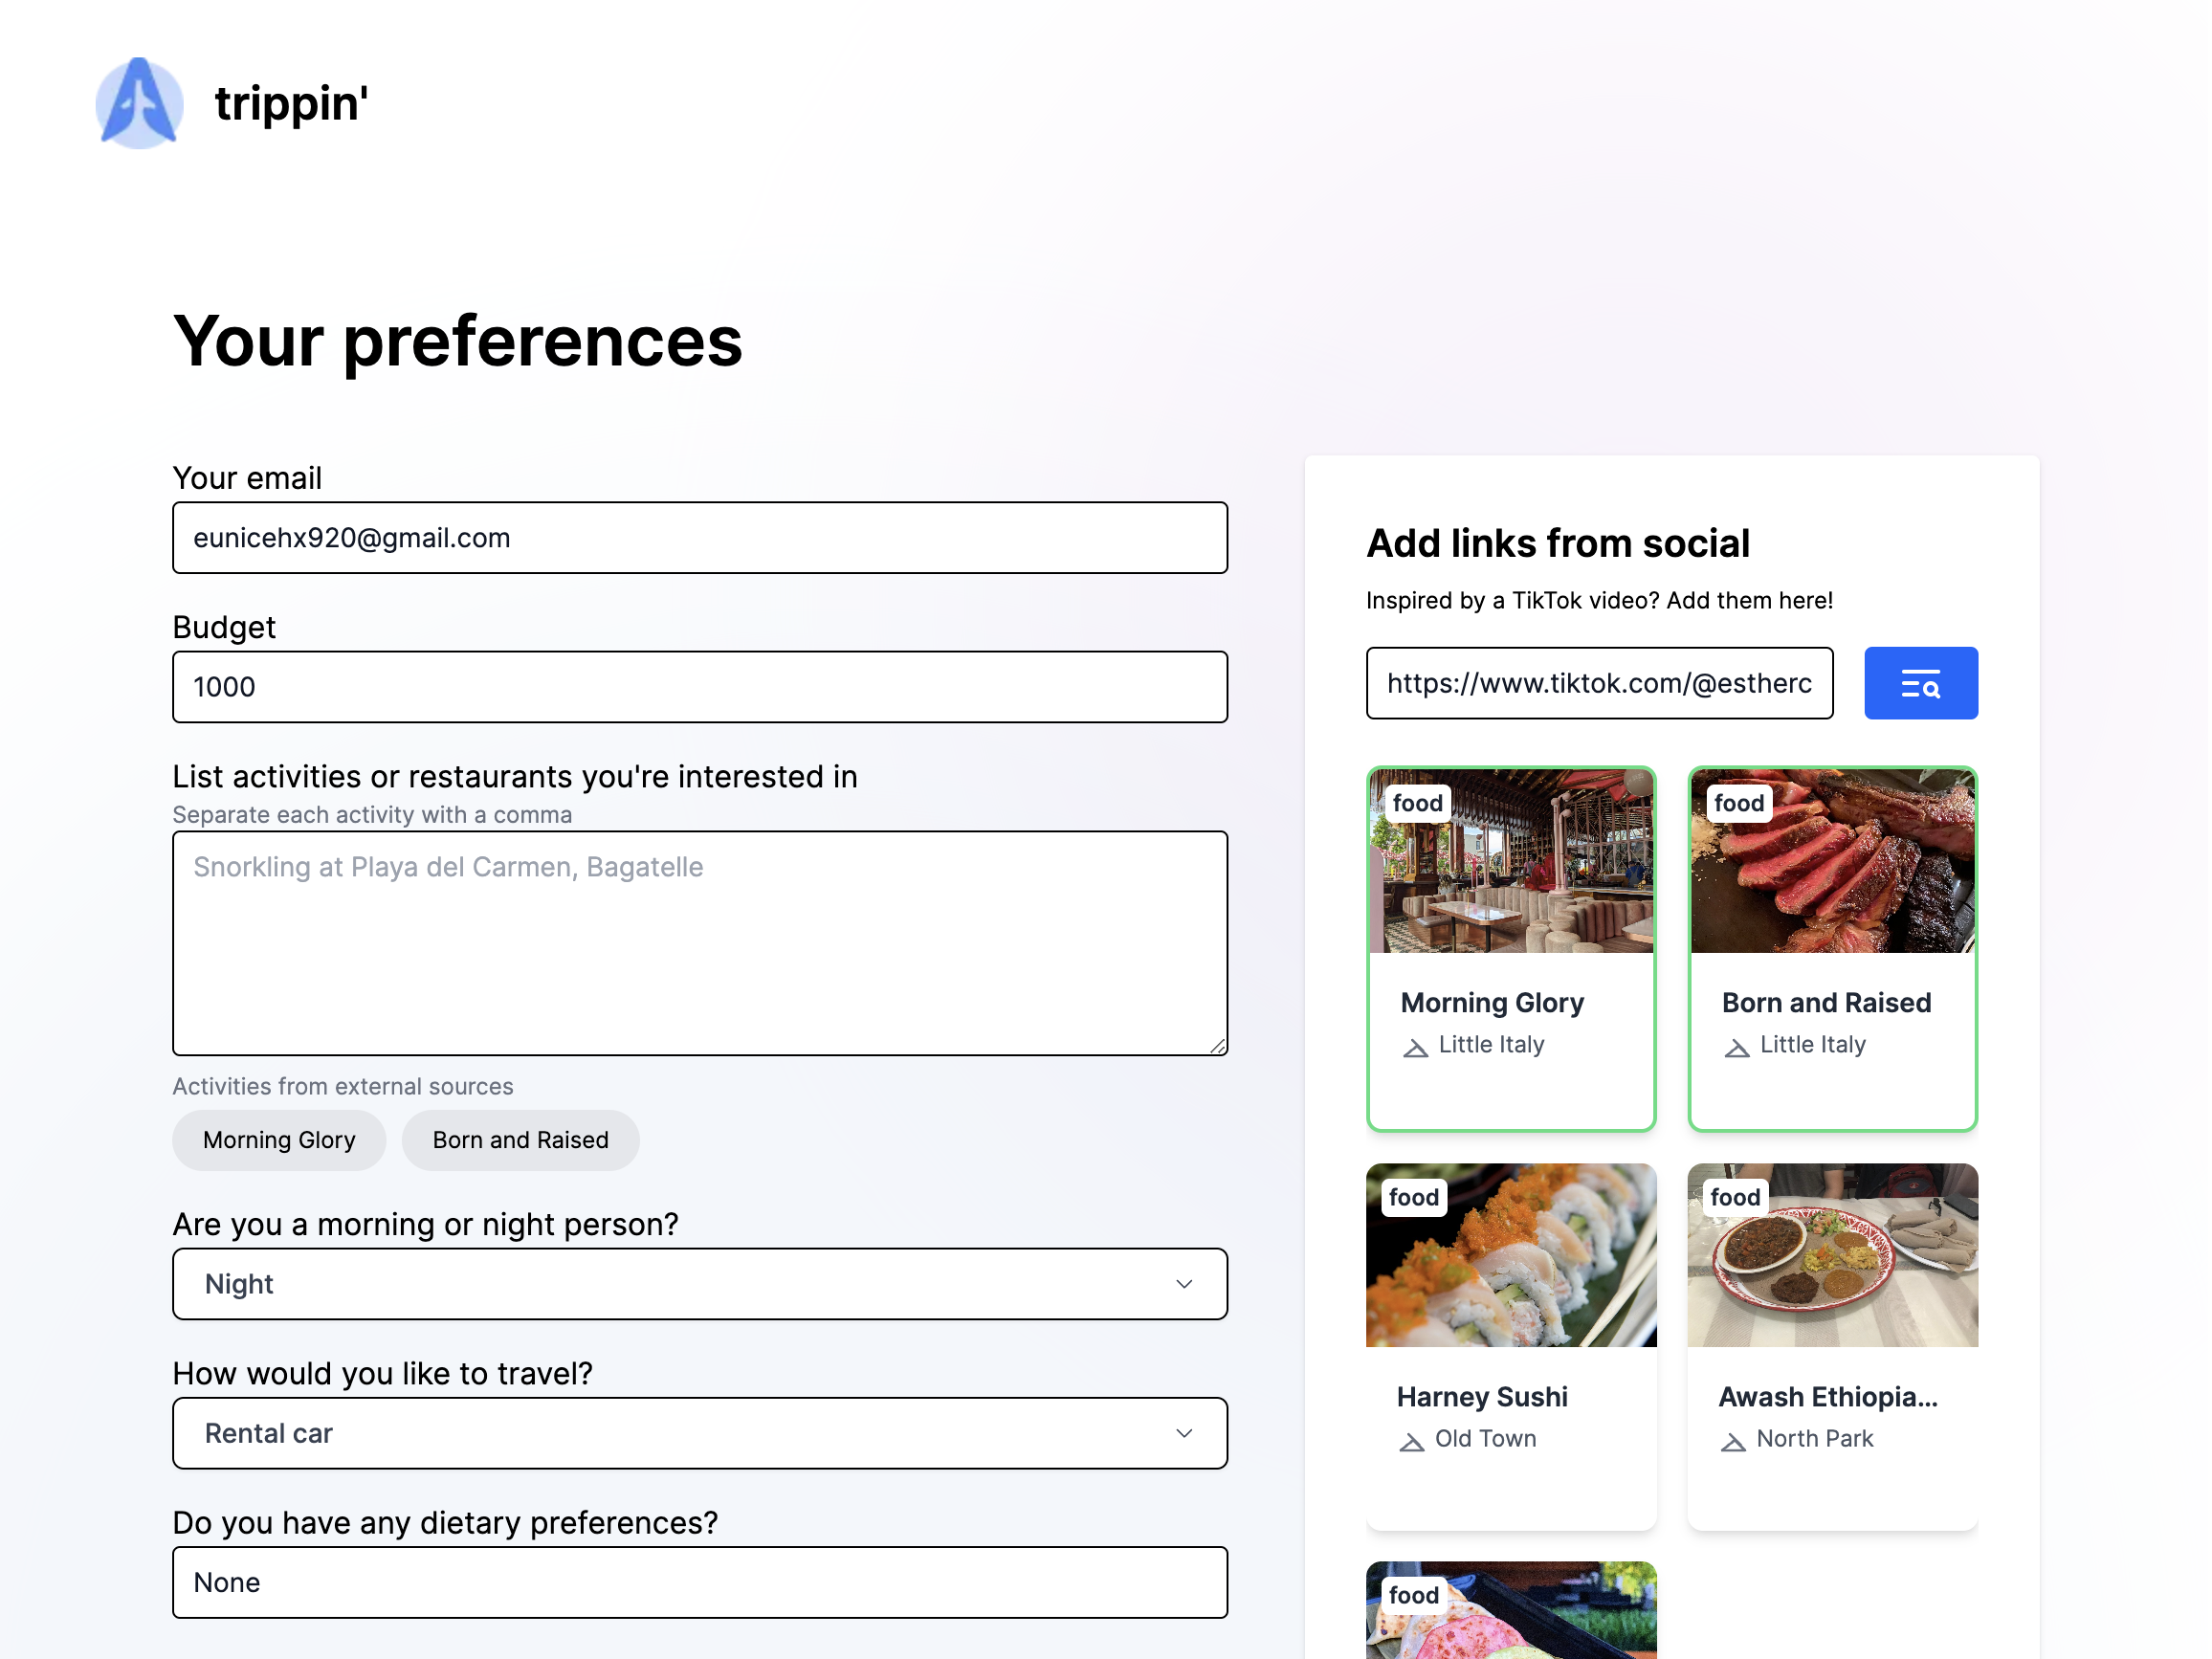 trippin'
Your preferences
Your email
eunicehx920@gmail.com
Budget
1000
List activities or restaurants you're interested in
Separate each activity with a comma
Snorkling at Playa del Carmen, Bagatelle
Activities from external sources
Morning Glory
Born and Raised
Are you a morning or night person?
Night
How would you like to travel?
Rental car
Do you have any dietary preferences?
None
Add links from social
Inspired by a TikTok video? Add them here!
https://www.tiktok.com/@estherc
food
Morning Glory
Little Italy
food
Born and Raised
Little Italy
food
Harney Sushi
Old Town
food
Awash Ethiopia...
North Park
food